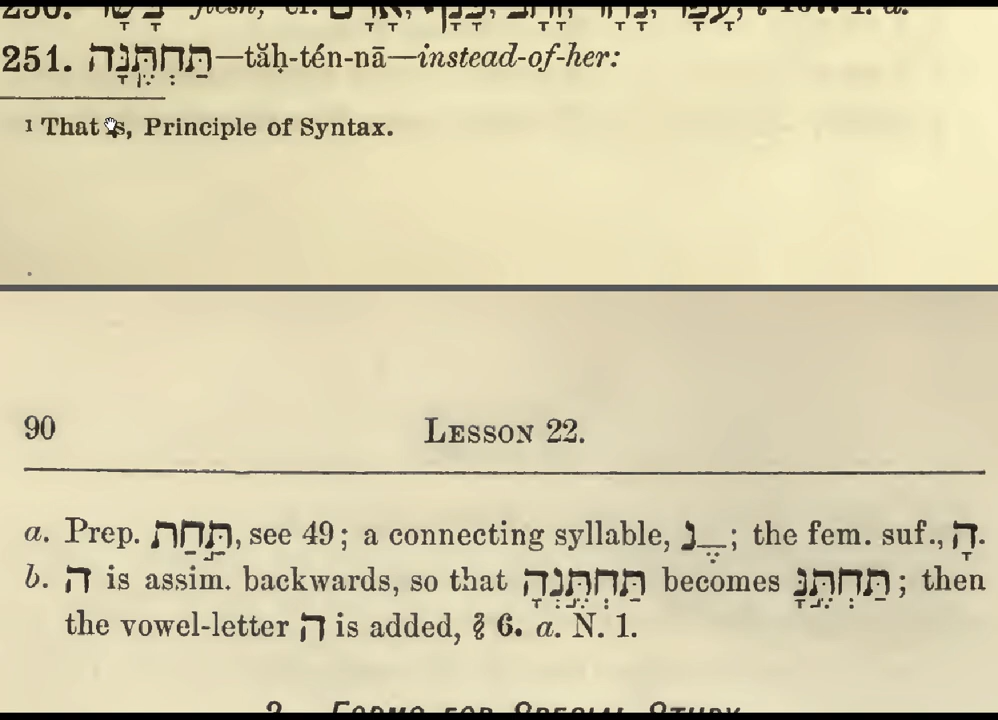 251. תַּחְתֶּנָּה—tăḥ-tén-nā—instead-of-her:
1 That is, Principle of Syntax.
90
LESSON 22.
a. Prep. תַּחַת, see 49; a connecting syllable, ֶנ; the fem. suf., הָ.
b. ה is assim. backwards, so that תַּחְתֶּנְהָ becomes תַּחְתֶּנָּ; then
the vowel-letter ה is added, § 6. a. N. 1.